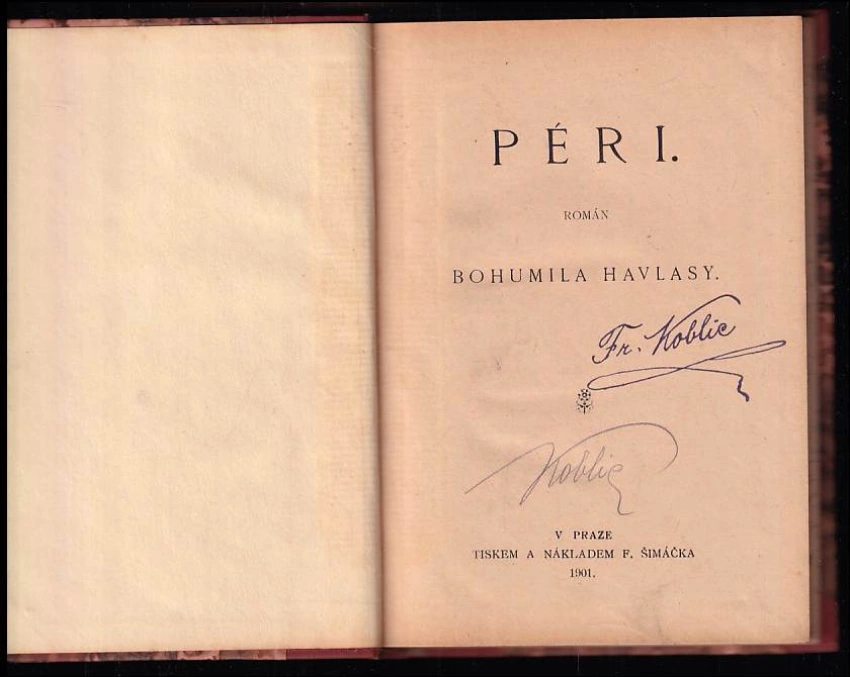 PÉRI.
ROMÁN
BOHUMILA HAVLASY.
Fr. Koblic
Koblic
V PRAZE
TISKEM A NÁKLADEM F. ŠIMÁČKA
1901.